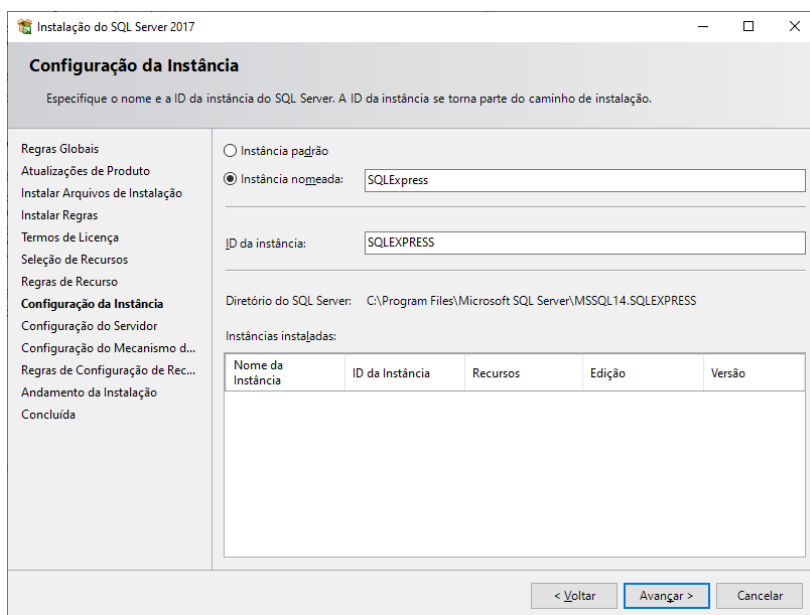 Instalação do SQL Server 2017
Configuração da Instância
Especifique o nome e a ID da instância do SQL Server. A ID da instância se torna parte do caminho de instalação.
Regras Globais
Atualizações de Produto
Instalar Arquivos de Instalação
Instalar Regras
Termos de Licença
Seleção de Recursos
Regras de Recurso
Configuração da Instância
Configuração do Servidor
Configuração do Mecanismo d...
Regras de Configuração de Rec...
Andamento da Instalação
Concluída
Instância padrão
Instância nomeada: SQLExpress
ID da instância: SQLEXPRESS
Diretório do SQL Server: C:\Program Files\Microsoft SQL Server\MSSQL14.SQLEXPRESS
Instâncias instaladas:
Nome da Instância ID da Instância Recursos Edição Versão
< Voltar Avançar > Cancelar